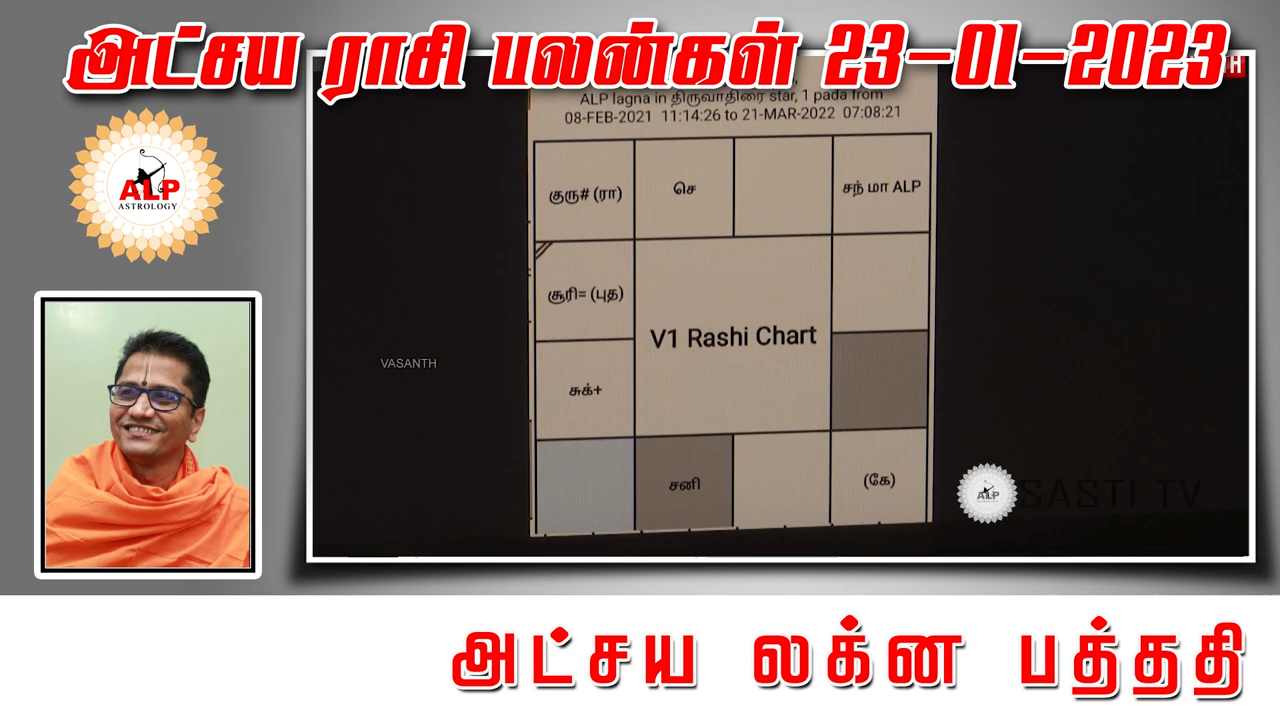 அட்சய ராசி பலன்கள் 23-01-2023
TH
ALP lagna in திருவாதிரை star, 1 pada from
08-FEB-2021 11:14:26 to 21-MAR-2022 07:08:21
ALP
ASTROLOGY
குரு# (ரா)
செ
சந் மா ALP
சூரி= (புத)
V1 Rashi Chart
VASANTH
சுக்+
சனி
(கே)
ALP
SASTI TV
அட்சய லக்ன பத்ததி